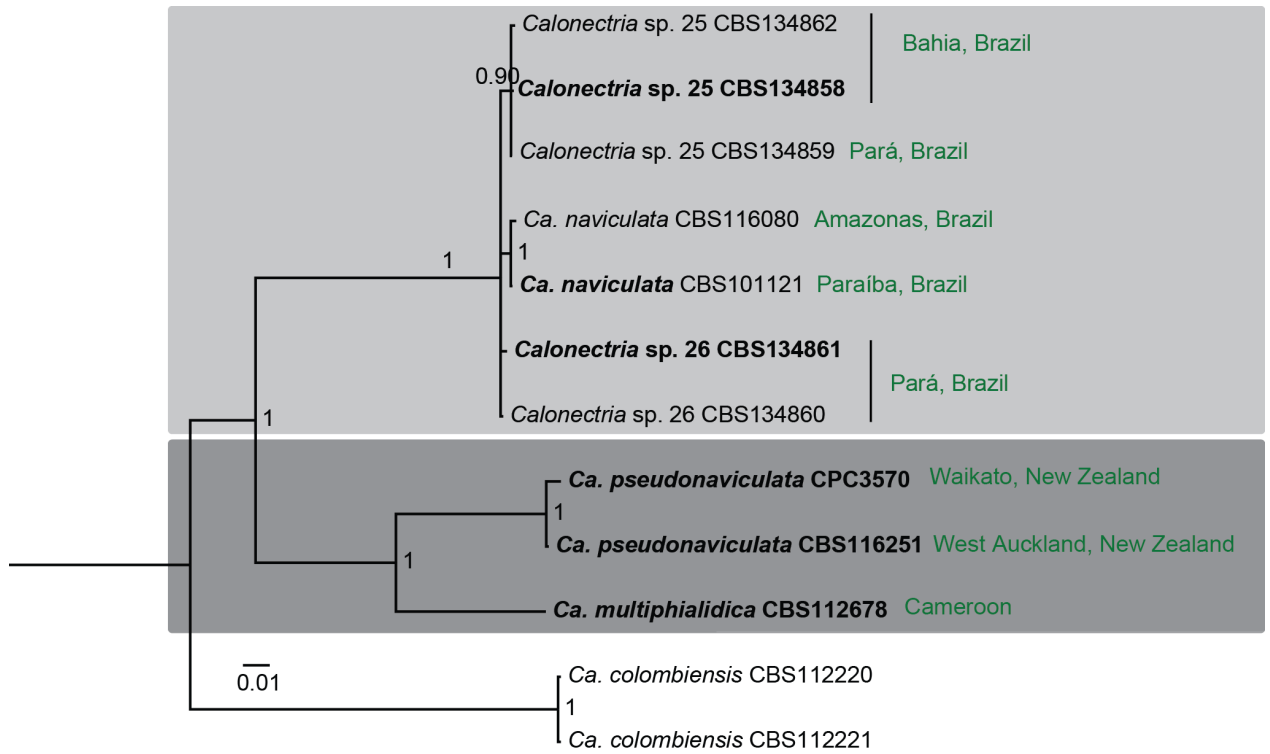 Calonectria sp. 25 CBS134862
Bahia, Brazil
0.90
Calonectria sp. 25 CBS134858
Calonectria sp. 25 CBS134859 Pará, Brazil
Ca. naviculata CBS116080 Amazonas, Brazil
1
1
Ca. naviculata CBS101121 Paraíba, Brazil
Calonectria sp. 26 CBS134861
Pará, Brazil
Calonectria sp. 26 CBS134860
1
Ca. pseudonaviculata CPC3570 Waikato, New Zealand
1
Ca. pseudonaviculata CBS116251 West Auckland, New Zealand
1
Ca. multiphialidica CBS112678 Cameroon
0.01
Ca. colombiensis CBS112220
1
Ca. colombiensis CBS112221